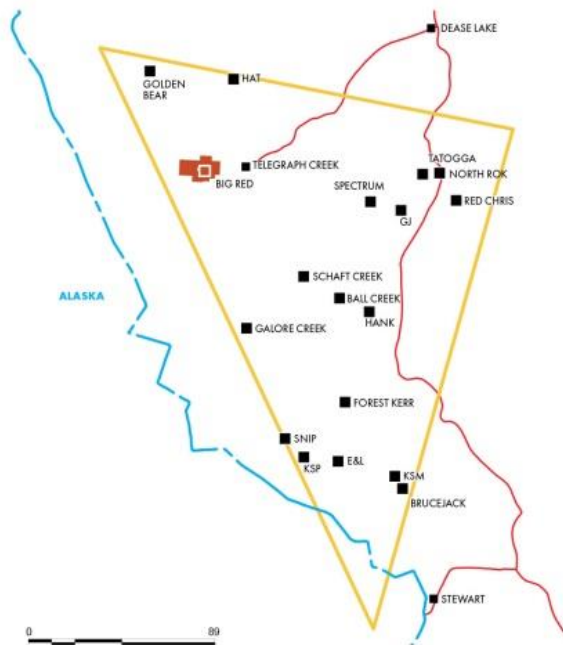 DEASE LAKE
GOLDEN
BEAR
HAT
TELEGRAPH CREEK
TATOGGA
NORTH ROK
BIG RED
SPECTRUM
RED CHRIS
GJ
SCHAFT CREEK
ALASKA
BALL CREEK
HANK
GALORE CREEK
FOREST KERR
SNIP
KSP
E&L
KSM
BRUCEJACK
STEWART
0 89